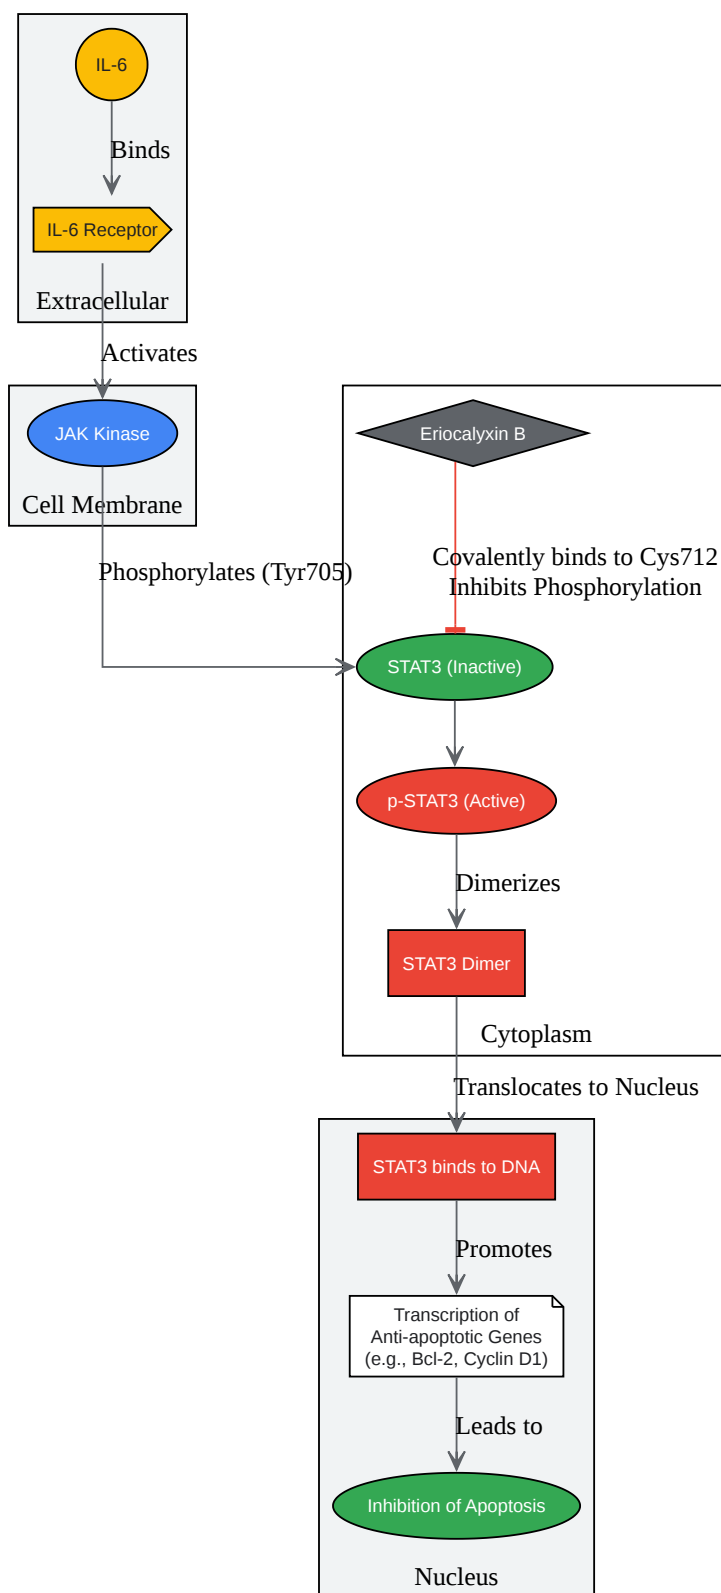 IL-6
Binds
IL-6 Receptor
Extracellular
Activates
JAK Kinase
Cell Membrane
Phosphorylates (Tyr705)
Eriocalyxin B
Covalently binds to Cys712
Inhibits Phosphorylation
STAT3 (Inactive)
p-STAT3 (Active)
Dimerizes
STAT3 Dimer
Cytoplasm
Translocates to Nucleus
STAT3 binds to DNA
Promotes
Transcription of
Anti-apoptotic Genes
(e.g., Bcl-2, Cyclin D1)
Leads to
Inhibition of Apoptosis
Nucleus